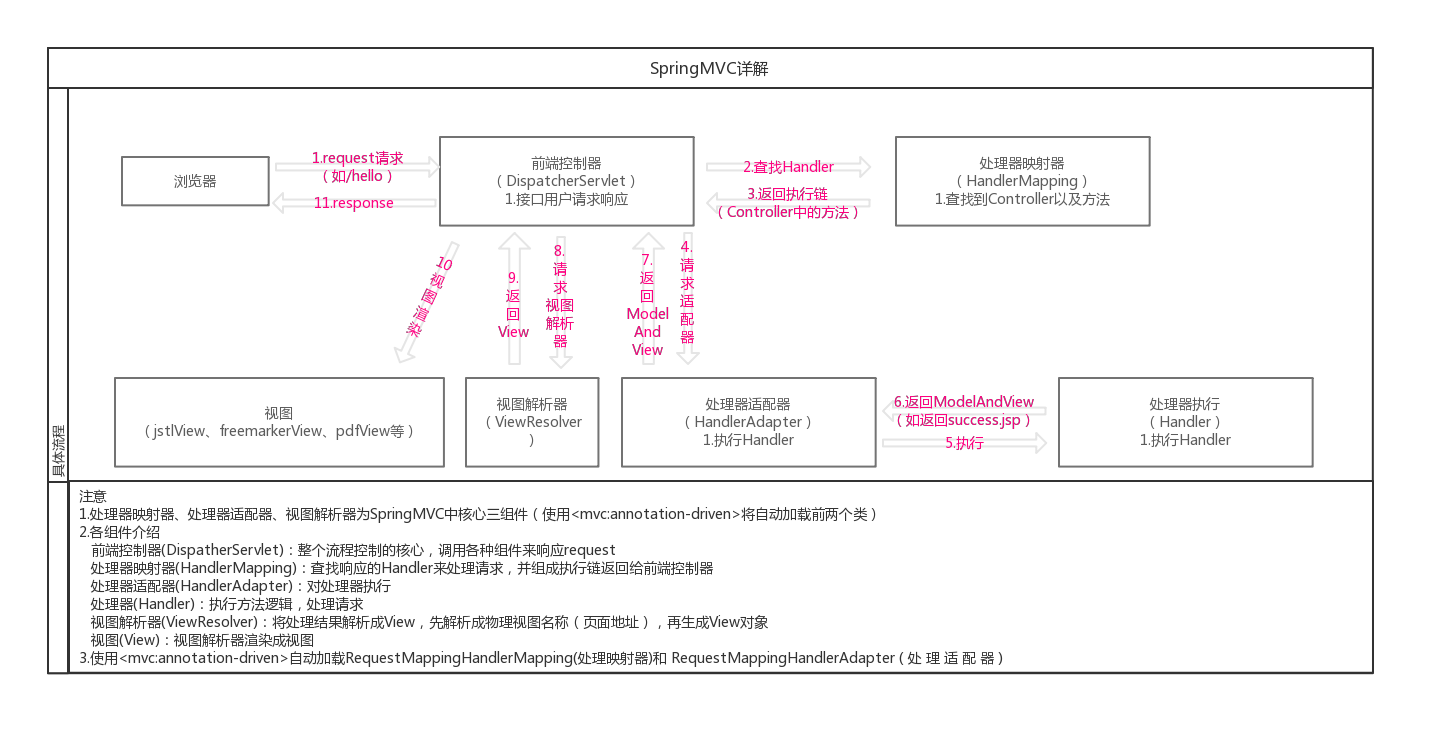 SpringMVC详解
1.request请求
（如/hello）
11.response
浏览器
前端控制器
（DispatcherServlet）
1.接口用户请求响应
2.查找Handler
3.返回执行链
（Controller中的方法）
处理器映射器
（HandlerMapping）
1.查找到Controller以及方法
10视图渲染
9.
返
回
View
8.
请
求
视图
解析
器
7.
返
回
Model
And
View
4.
请
求
适
配
器
视图
（jstlView、freemarkerView、pdfView等）
视图解析器
（ViewResolver
）
处理器适配器
（HandlerAdapter）
1.执行Handler
6.返回ModelAndView
（如返回success.jsp）
5.执行
处理器执行
（Handler）
1.执行Handler
具体流程
注意
1.处理器映射器、处理器适配器、视图解析器为SpringMVC中核心三组件（使用<mvc:annotation-driven>将自动加载前两个类）
2.各组件介绍
前端控制器(DispatherServlet)：整个流程控制的核心，调用各种组件来响应request
处理器映射器(HandlerMapping)：查找响应的Handler来处理请求，并组成执行链返回给前端控制器
处理器适配器(HandlerAdapter)：对处理器执行
处理器(Handler)：执行方法逻辑，处理请求
视图解析器(ViewResolver)：将处理结果解析成View，先解析成物理视图名称（页面地址），再生成View对象
视图(View)：视图解析器渲染成视图
3.使用<mvc:annotation-driven>自动加载RequestMappingHandlerMapping(处理映射器)和 RequestMappingHandlerAdapter ( 处 理 适 配 器 )